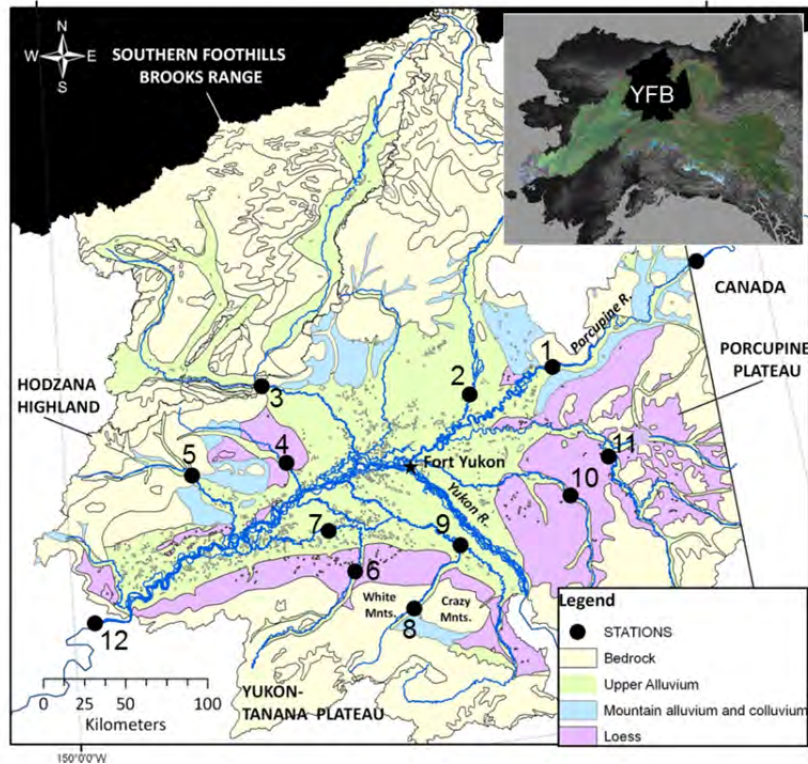 N
W E
S
SOUTHERN FOOTHILLS
BROOKS RANGE
YFB
CANADA
Porcupine R.
PORCUPINE
PLATEAU
1
2
HODZANA
HIGHLAND
3
4
5
Fort Yukon
11
10
Yukon R.
7
9
6
White
Mnts.
Crazy
Mnts.
8
12
0 25 50 100
Kilometers
YUKON-
TANANA PLATEAU
Legend
STATIONS
Bedrock
Upper Alluvium
Mountain alluvium and colluvium
Loess
150°0'0"W